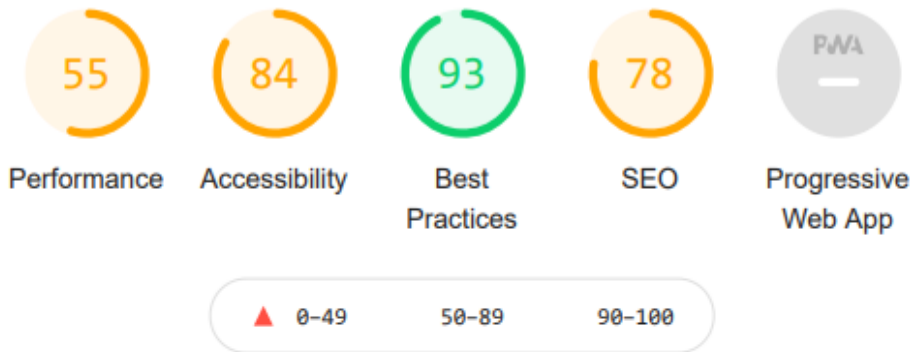 55 84 93 78 PWA
Performance Accessibility Best Practices SEO Progressive Web App
0–49 50–89 90–100